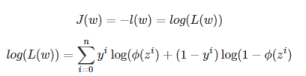 J(w) = −l(w) = log(L(w))
log(L(w)) = ∑_{i=0}^{n} y^i log(ϕ(z^i) + (1 − y^i) log(1 − ϕ(z^i)